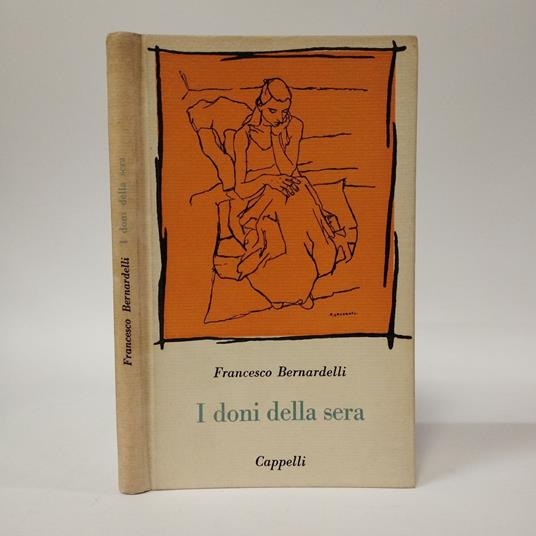 Francesco Bernardelli I doni della sera
Francesco Bernardelli
I doni della sera
Cappelli